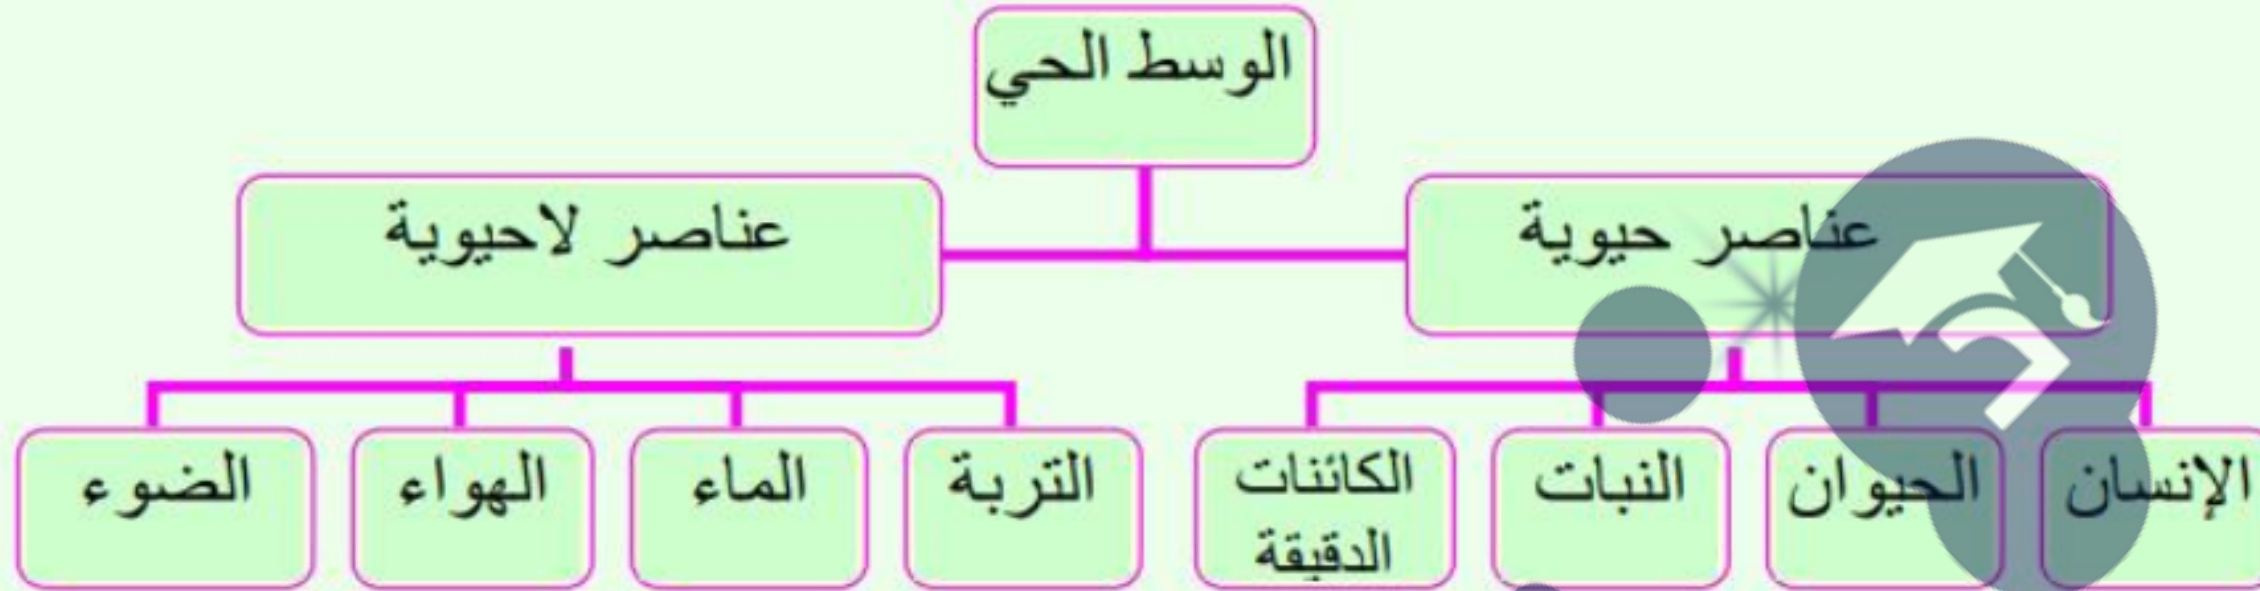 الوسط الحي
عناصر حيوية
عناصر لاحيوية
الإنسان
الحيوان
النبات
الكائنات
الدقيقة
التربة
الماء
الهواء
الضوء